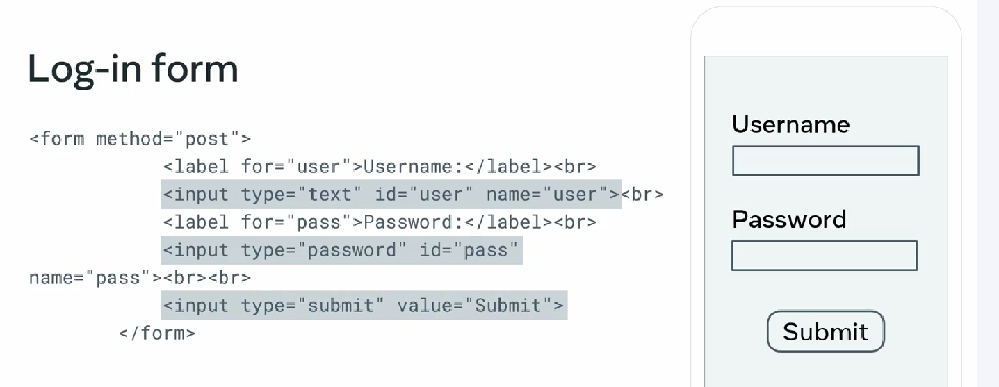 Log-in form
<form method="post">
<label for="user">Username:</label><br>
<input type="text" id="user" name="user"><br>
<label for="pass">Password:</label><br>
<input type="password" id="pass"
name="pass"><br><br>
<input type="submit" value="Submit">
</form>
Username
Password
Submit